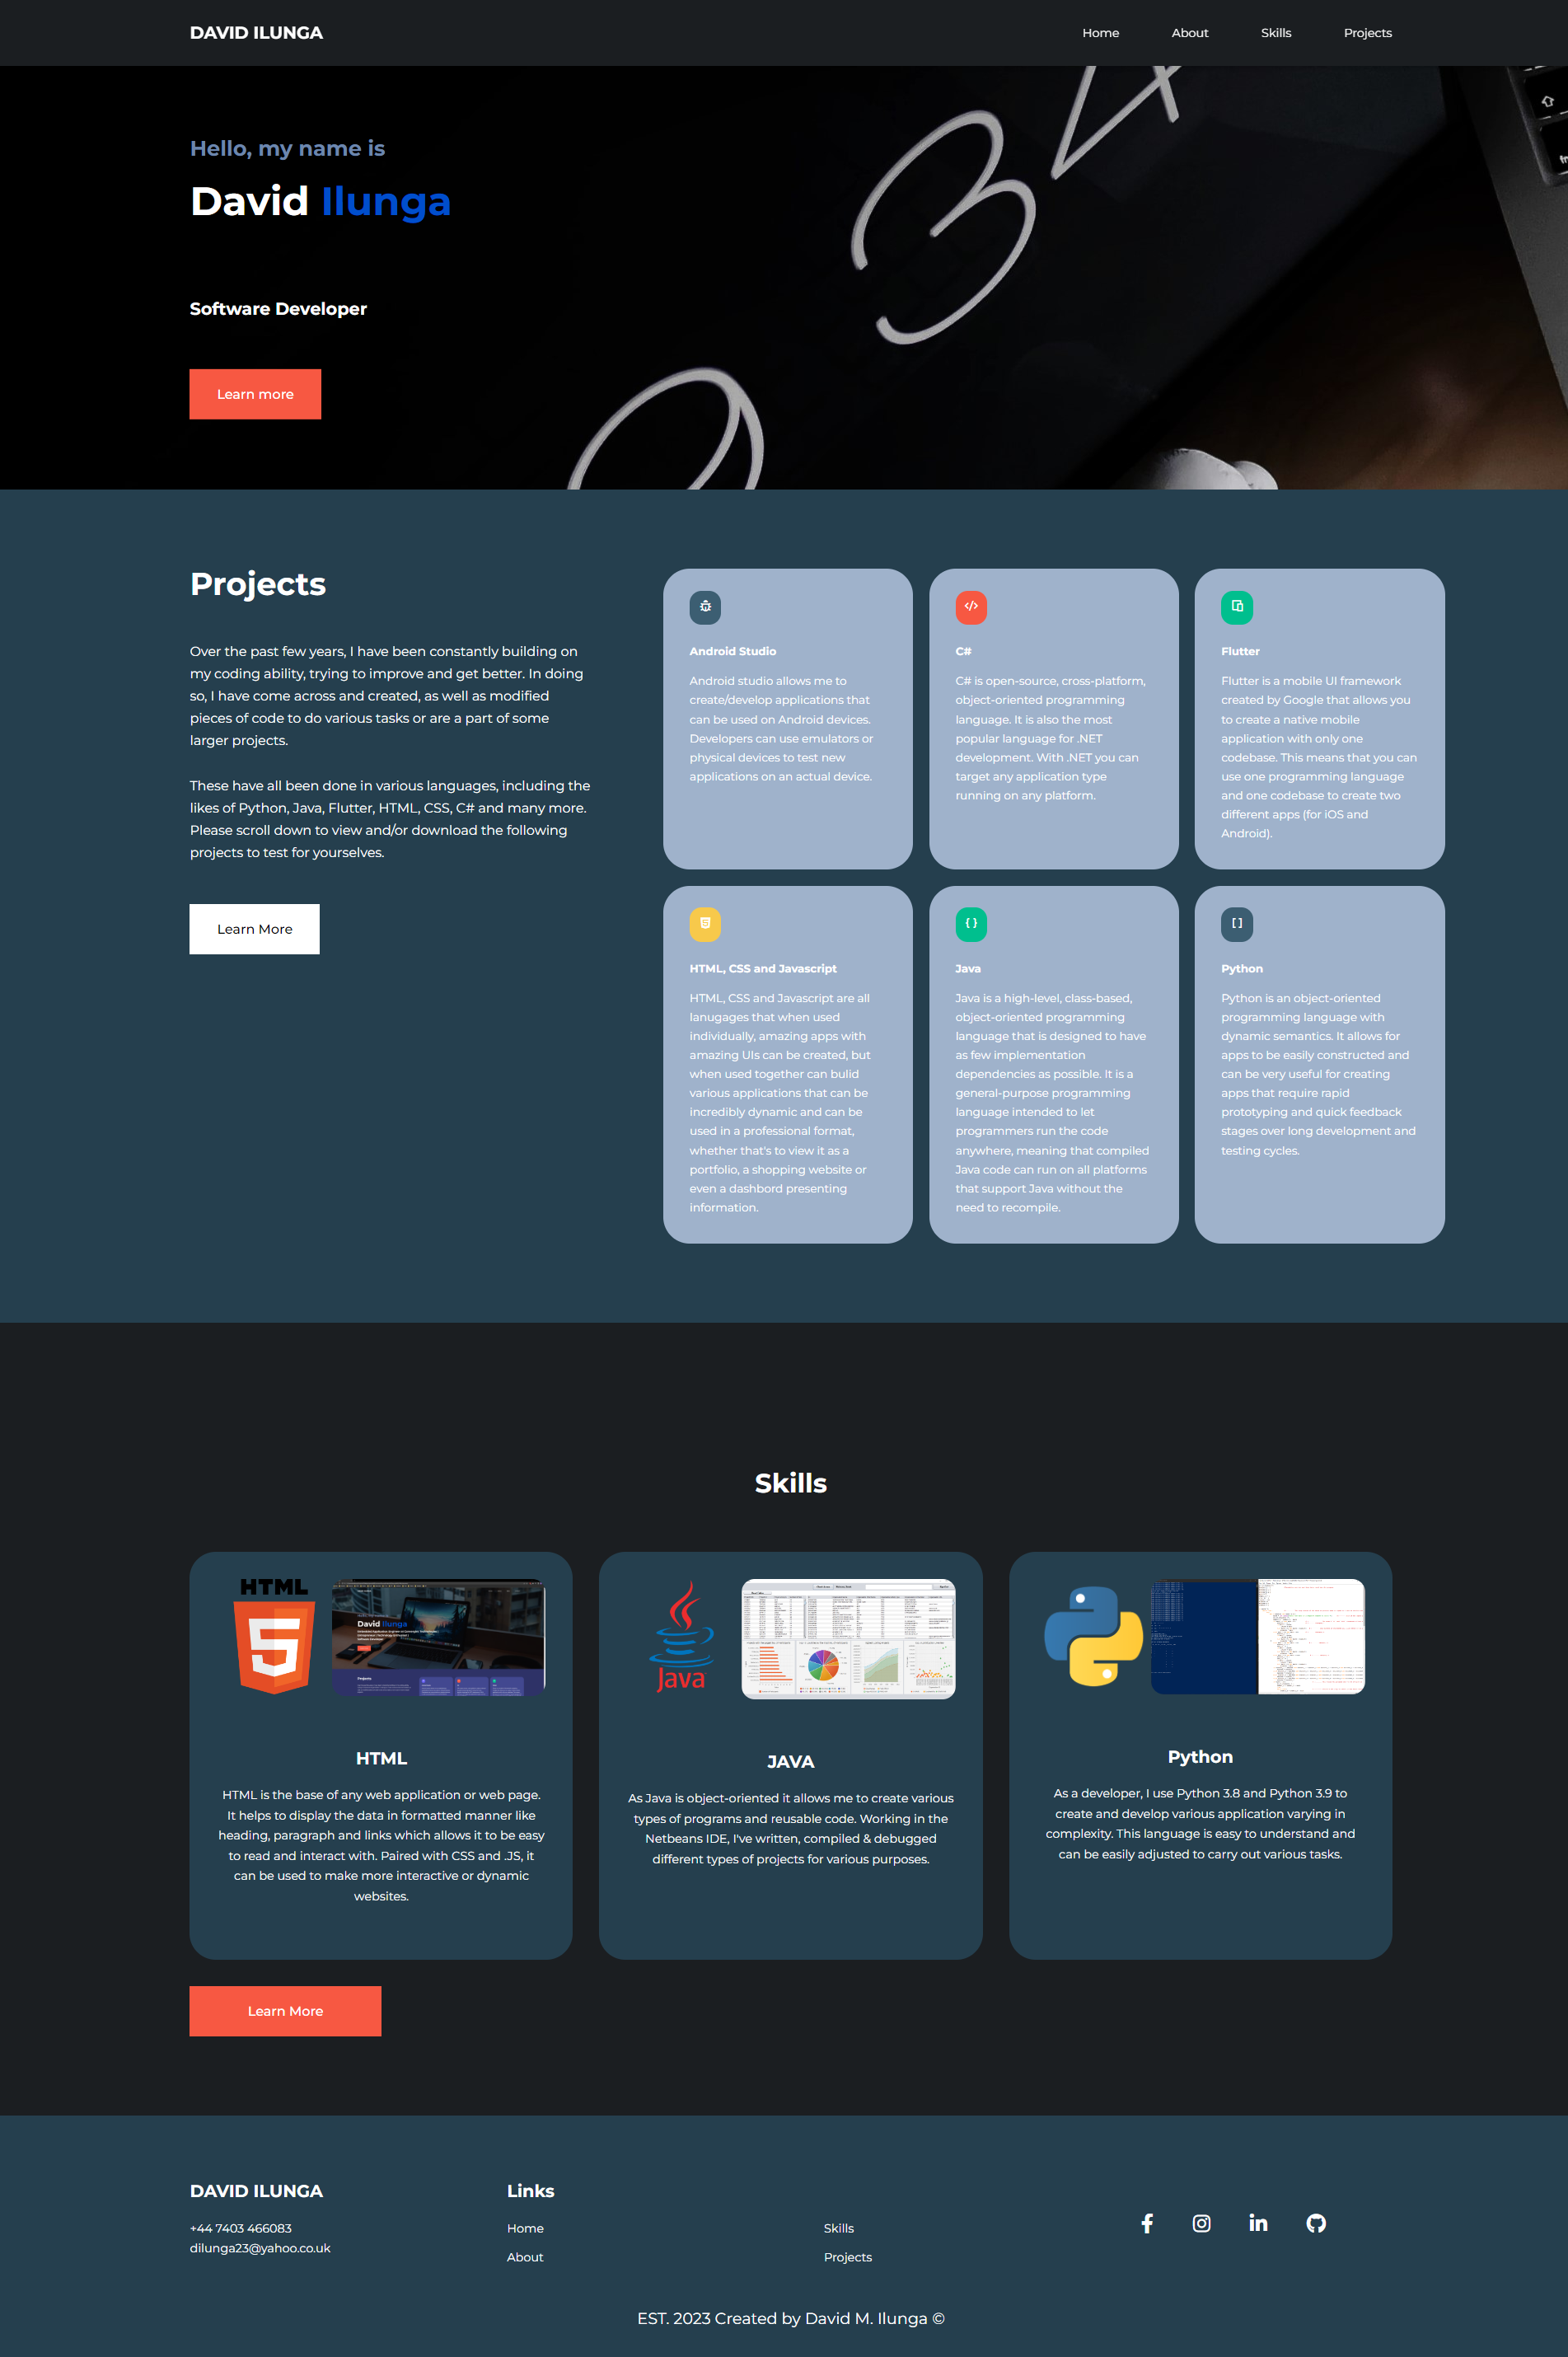 DAVID ILUNGA
Home
About
Skills
Projects
Hello, my name is
David Ilunga
Software Developer
Learn more
Projects
Over the past few years, I have been constantly building on
my coding ability, trying to improve and get better. In doing
so, I have come across and created, as well as modified
pieces of code to do various tasks or are a part of some
larger projects.
These have all been done in various languages, including the
likes of Python, Java, Flutter, HTML, CSS, C# and many more.
Please scroll down to view and/or download the following
projects to test for yourselves.
Learn More
Android Studio
Android studio allows me to
create/develop applications that
can be used on Android devices.
Developers can use emulators or
physical devices to test new
applications on an actual device.
C#
C# is open-source, cross-platform,
object-oriented programming
language. It is also the most
popular language for .NET
development. With .NET you can
target any application type
running on any platform.
Flutter
Flutter is a mobile UI framework
created by Google that allows you
to create a native mobile
application with only one
codebase. This means that you can
use one programming language
and one codebase to create two
different apps (for iOS and
Android).
HTML, CSS and Javascript
HTML, CSS and Javascript are all
lanugages that when used
individually, amazing apps with
amazing UIs can be created, but
when used together can bulid
various applications that can be
incredibly dynamic and can be
used in a professional format,
whether that's to view it as a
portfolio, a shopping website or
even a dashbord presenting
information.
Java
Java is a high-level, class-based,
object-oriented programming
language that is designed to have
as few implementation
dependencies as possible. It is a
general-purpose programming
language intended to let
programmers run the code
anywhere, meaning that compiled
Java code can run on all platforms
that support Java without the
need to recompile.
Python
Python is an object-oriented
programming language with
dynamic semantics. It allows for
apps to be easily constructed and
can be very useful for creating
apps that require rapid
prototyping and quick feedback
stages over long development and
testing cycles.
Skills
HTML
5
David Ilunga
Projects
HTML
HTML is the base of any web application or web page.
It helps to display the data in formatted manner like
heading, paragraph and links which allows it to be easy
to read and interact with. Paired with CSS and .JS, it
can be used to make more interactive or dynamic
websites.
Java
JAVA
As Java is object-oriented it allows me to create various
types of programs and reusable code. Working in the
Netbeans IDE, I've written, compiled & debugged
different types of projects for various purposes.
Python
As a developer, I use Python 3.8 and Python 3.9 to
create and develop various application varying in
complexity. This language is easy to understand and
can be easily adjusted to carry out various tasks.
Learn More
DAVID ILUNGA
+44 7403 466083
dilunga23@yahoo.co.uk
Links
Home
About
Skills
Projects
EST. 2023 Created by David M. Ilunga ©